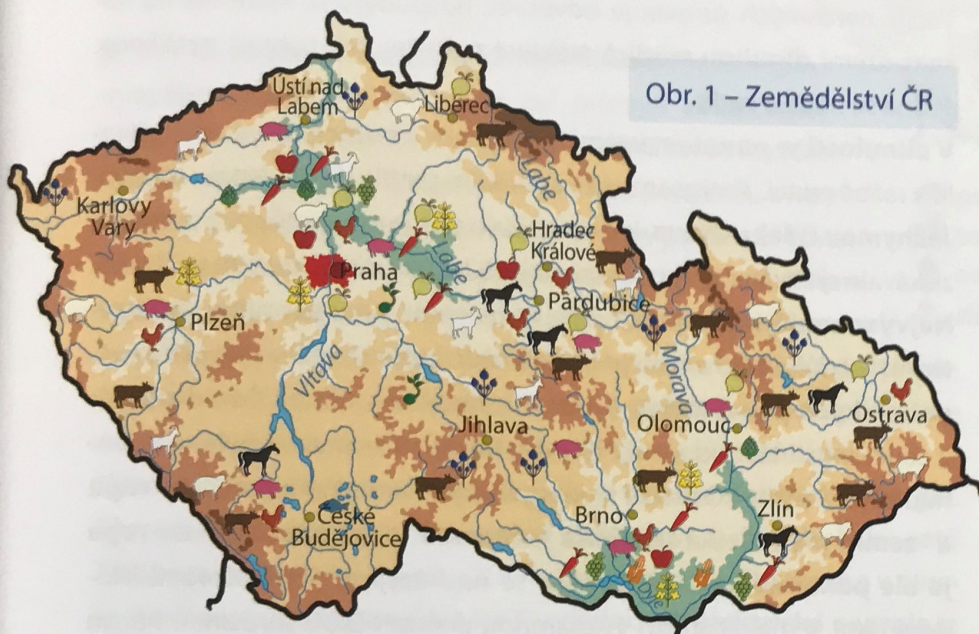 Obr. 1 – Zemědělství ČR
Ústí nad
Labem
Liberec
Karlovy
Vary
Labe
Hradec
Králové
Praha
Labe
Pardubice
Plzeň
Vltava
Morava
Jihlava
Olomouc
Ostrava
České
Budějovice
Brno
Zlín
Dyje